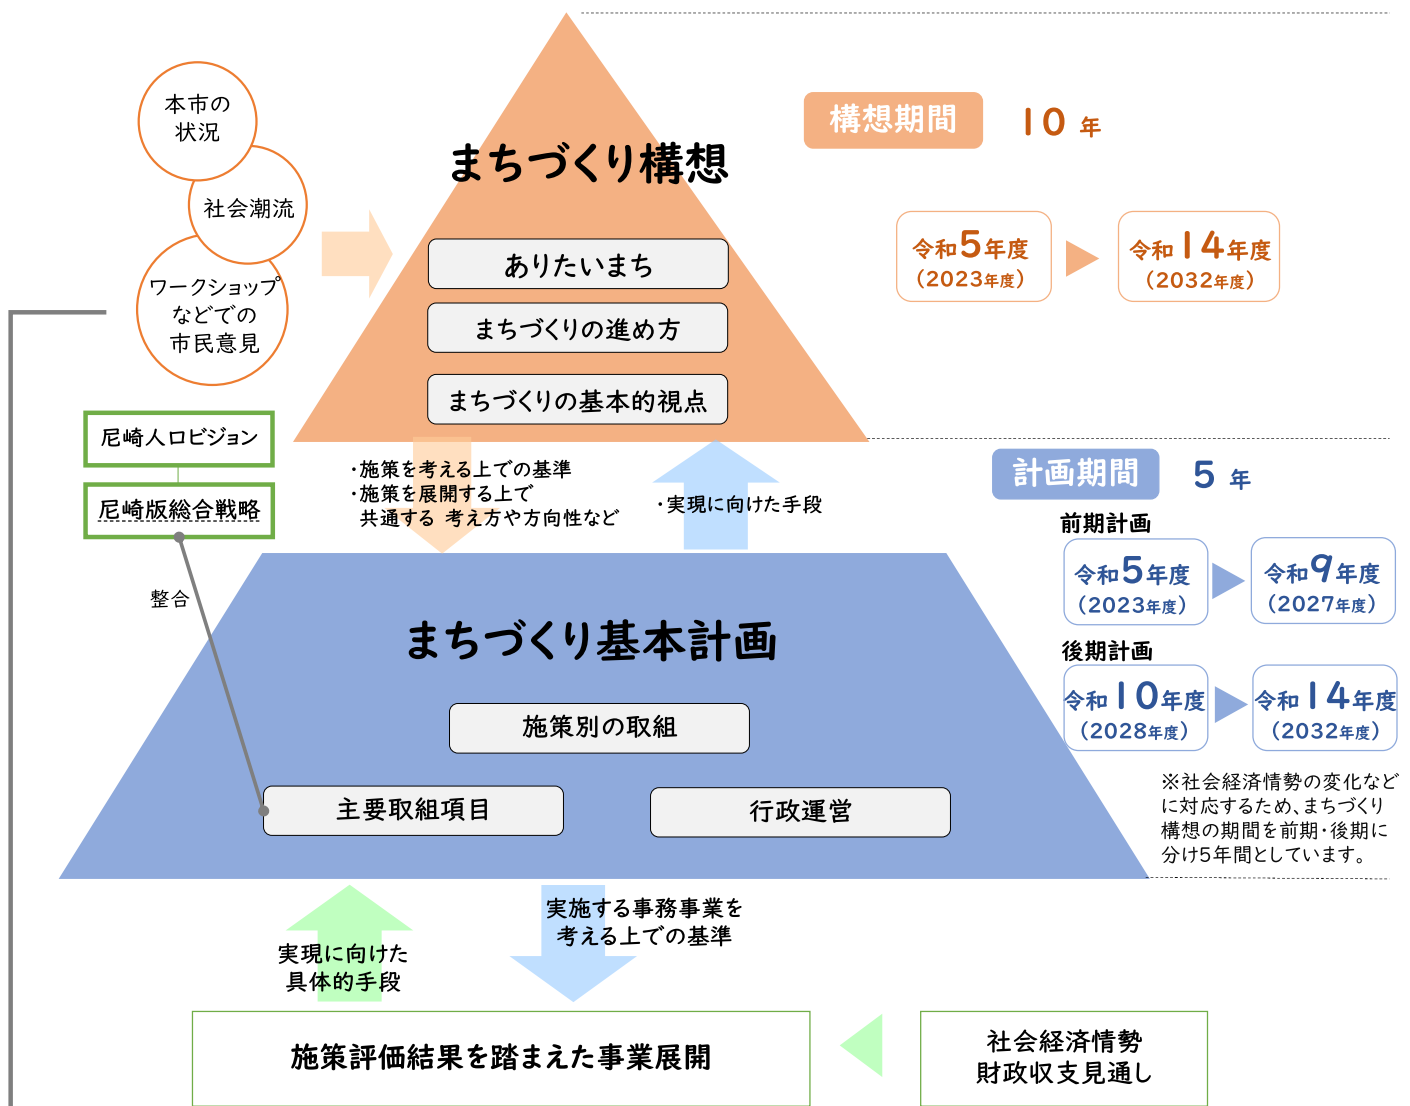 本市の
状況
社会潮流
ワークショップ
などでの
市民意見
まちづくり構想
ありたいまち
まちづくりの進め方
まちづくりの基本的視点
構想期間
10 年
令和5年度
（2023年度）
令和14年度
（2032年度）
尼崎人口ビジョン
尼崎版総合戦略
整合
・施策を考える上での基準
・施策を展開する上で
共通する 考え方や方向性など
・実現に向けた手段
計画期間
5 年
前期計画
令和5年度
（2023年度）
令和9年度
（2027年度）
後期計画
令和10年度
（2028年度）
令和14年度
（2032年度）
※社会経済情勢の変化など
に対応するため、まちづくり
構想の期間を前期・後期に
分け5年間としています。
まちづくり基本計画
施策別の取組
主要取組項目
行政運営
実現に向けた
具体的手段
実施する事務事業を
考える上での基準
施策評価結果を踏まえた事業展開
社会経済情勢
財政収支見通し